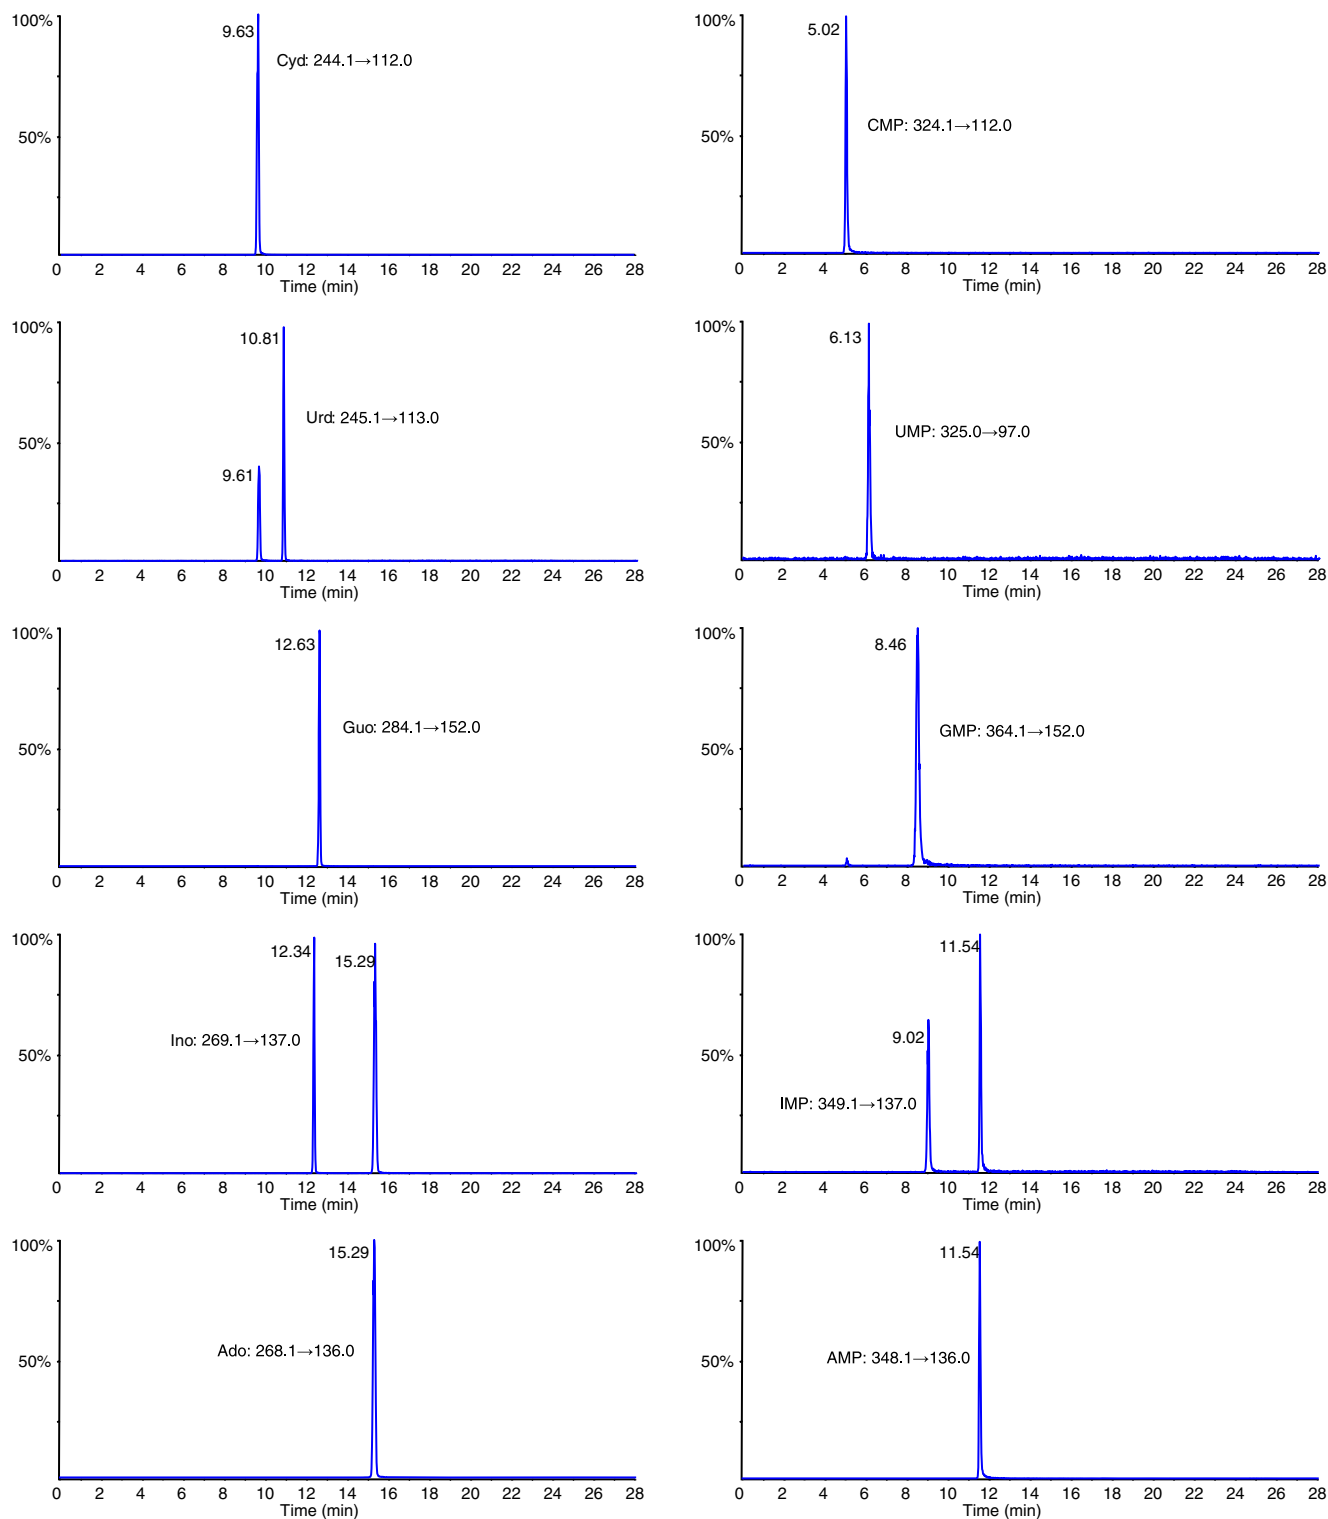 100%
9.63
Cyd: 244.1→112.0
50%
0 2 4 6 8 10 12 14 16 18 20 22 24 26 28
Time (min)
100%
5.02
CMP: 324.1→112.0
50%
0 2 4 6 8 10 12 14 16 18 20 22 24 26 28
Time (min)
100%
10.81
Urd: 245.1→113.0
50%
9.61
0 2 4 6 8 10 12 14 16 18 20 22 24 26 28
Time (min)
100%
6.13
UMP: 325.0→97.0
50%
0 2 4 6 8 10 12 14 16 18 20 22 24 26 28
Time (min)
100%
12.63
Guo: 284.1→152.0
50%
0 2 4 6 8 10 12 14 16 18 20 22 24 26 28
Time (min)
100%
8.46
GMP: 364.1→152.0
50%
0 2 4 6 8 10 12 14 16 18 20 22 24 26 28
Time (min)
100%
12.34
15.29
Ino: 269.1→137.0
50%
0 2 4 6 8 10 12 14 16 18 20 22 24 26 28
Time (min)
100%
11.54
9.02
50%
IMP: 349.1→137.0
0 2 4 6 8 10 12 14 16 18 20 22 24 26 28
Time (min)
100%
15.29
Ado: 268.1→136.0
50%
0 2 4 6 8 10 12 14 16 18 20 22 24 26 28
Time (min)
100%
11.54
AMP: 348.1→136.0
50%
0 2 4 6 8 10 12 14 16 18 20 22 24 26 28
Time (min)